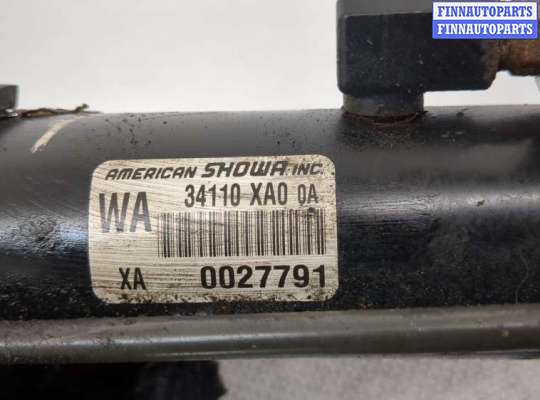 FINNAUTOPARTS
FINNAUTOPARTS
AMERICAN SHOWA INC.
WA 34110 XA0 0A
XA 0027791